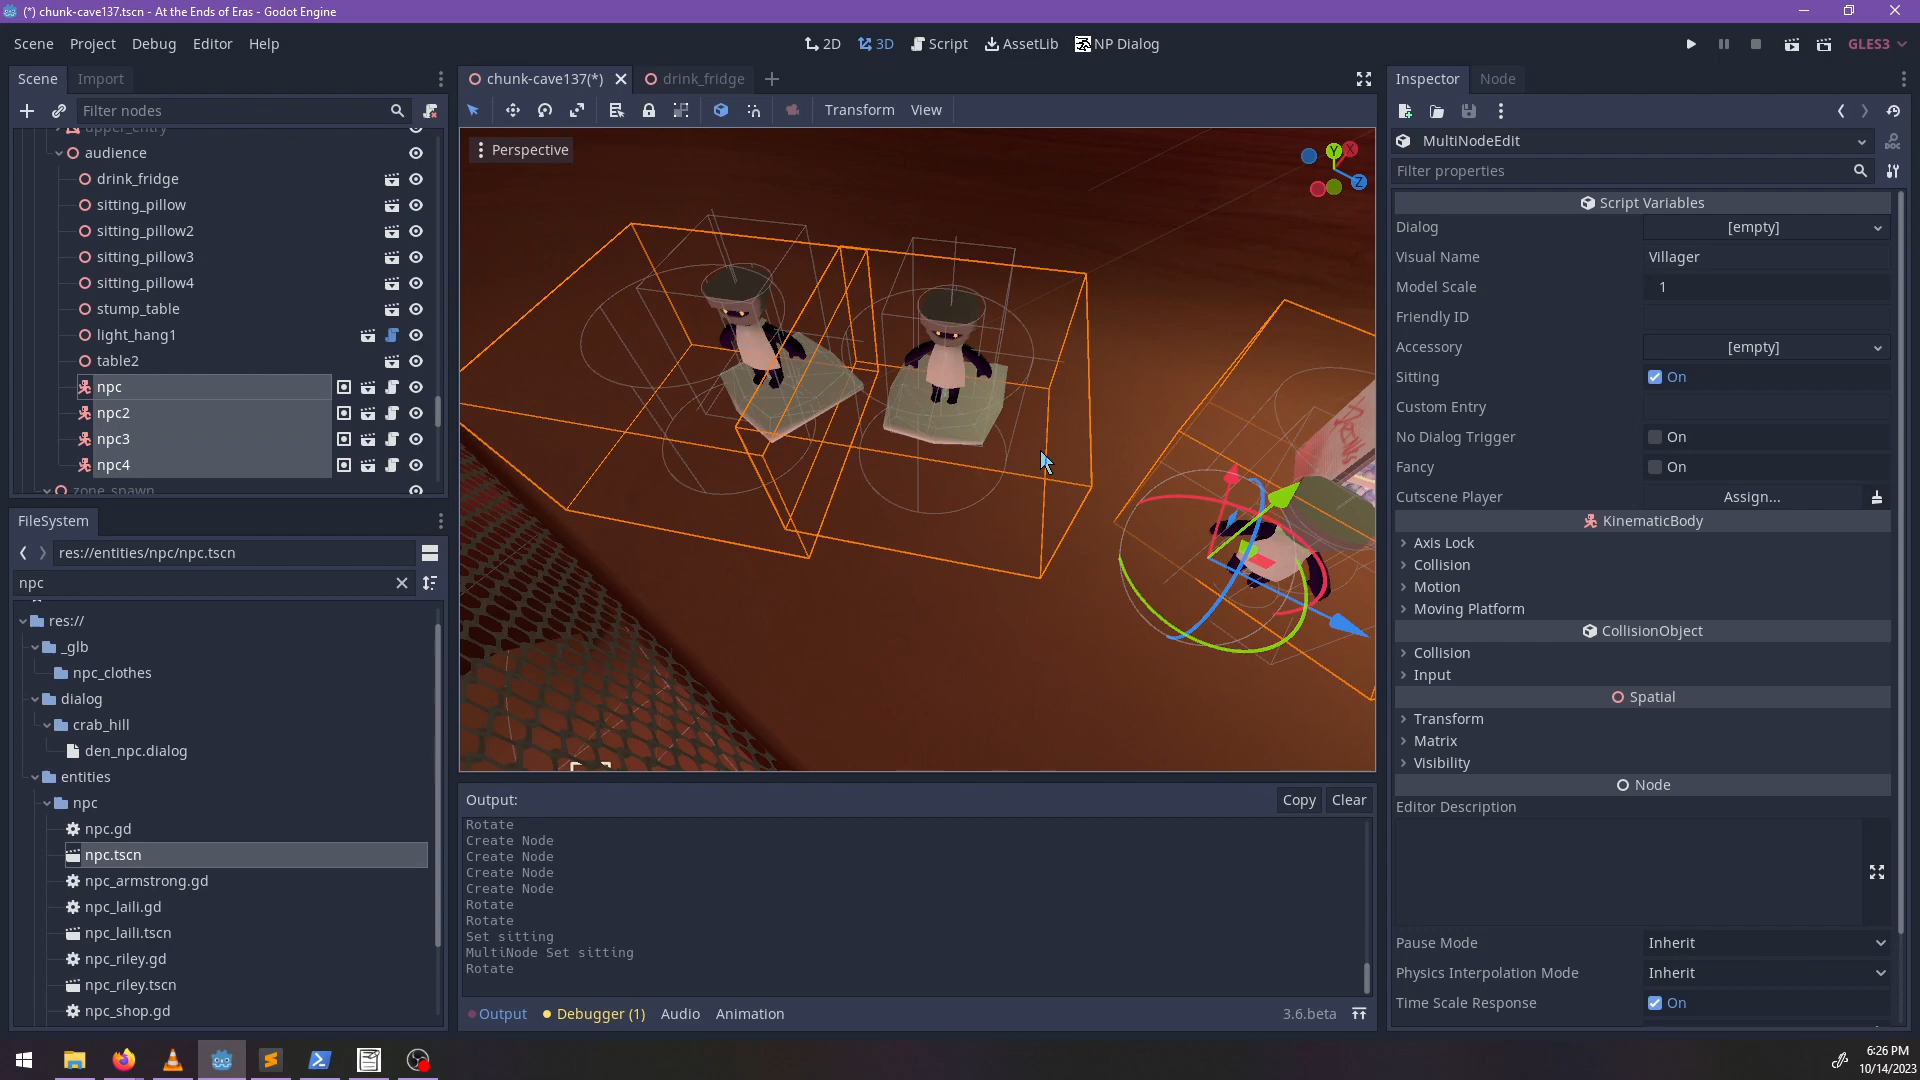 (*) chunk-cave137.tscn - At the Ends of Eras - Godot Engine
Scene Project Debug Editor Help
2D 3D Script AssetLib NP Dialog
GLES3
Scene Import
Filter nodes
upper_entry
audience
drink_fridge
sitting_pillow
sitting_pillow2
sitting_pillow3
sitting_pillow4
stump_table
light_hang1
table2
npc
npc2
npc3
npc4
zone_spawn
FileSystem
res://entities/npc/npc.tscn
npc
res://
_glb
npc_clothes
dialog
crab_hill
den_npc.dialog
entities
npc
npc.gd
npc.tscn
npc_armstrong.gd
npc_laili.gd
npc_laili.tscn
npc_riley.gd
npc_riley.tscn
npc_shop.gd
chunk-cave137(*) drink_fridge
Transform View
Perspective
Y X Z
Output: Copy Clear
Rotate
Create Node
Create Node
Create Node
Create Node
Rotate
Rotate
Set sitting
MultiNode Set sitting
Rotate
Output Debugger (1) Audio Animation 3.6.beta
Inspector Node
MultiNodeEdit
DOC
Filter properties
Script Variables
Dialog [empty]
Visual Name Villager
Model Scale 1
Friendly ID
Accessory [empty]
Sitting On
Custom Entry
No Dialog Trigger On
Fancy On
Cutscene Player Assign...
KinematicBody
Axis Lock
Collision
Motion
Moving Platform
CollisionObject
Collision
Input
Spatial
Transform
Matrix
Visibility
Node
Editor Description
Pause Mode Inherit
Physics Interpolation Mode Inherit
Time Scale Response On
6:26 PM
10/14/2023